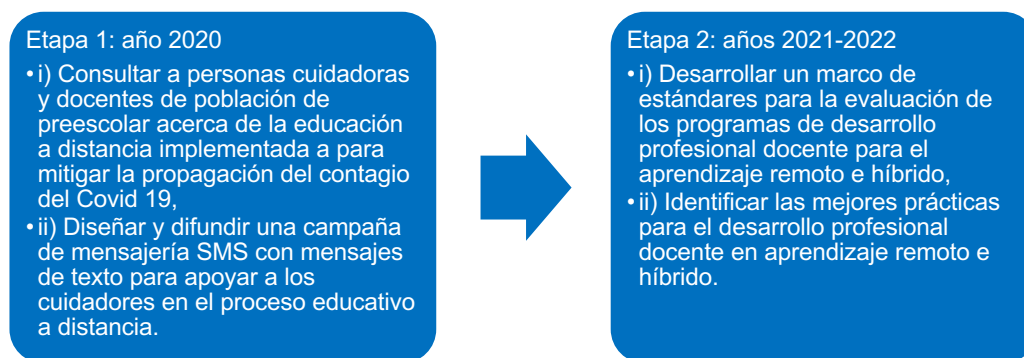 Etapa 1: año 2020
•i) Consultar a personas cuidadoras
y docentes de población de
preescolar acerca de la educación
a distancia implementada a para
mitigar la propagación del contagio
del Covid 19,
•ii) Diseñar y difundir una campaña
de mensajería SMS con mensajes
de texto para apoyar a los
cuidadores en el proceso educativo
a distancia.
Etapa 2: años 2021-2022
•i) Desarrollar un marco de
estándares para la evaluación de
los programas de desarrollo
profesional docente para el
aprendizaje remoto e híbrido,
•ii) Identificar las mejores prácticas
para el desarrollo profesional
docente en aprendizaje remoto e
híbrido.